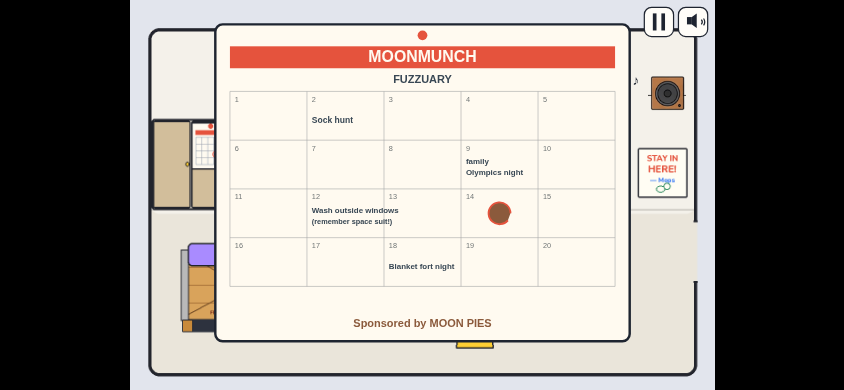 MOONMUNCH
FUZZUARY
1 2 3 4 5
Sock hunt
6 7 8 9 10
family
Olympics night
11 12 13 14 15
Wash outside windows
(remember space suit!)
16 17 18 19 20
Blanket fort night
Sponsored by MOON PIES
STAY IN
HERE!
— Maps